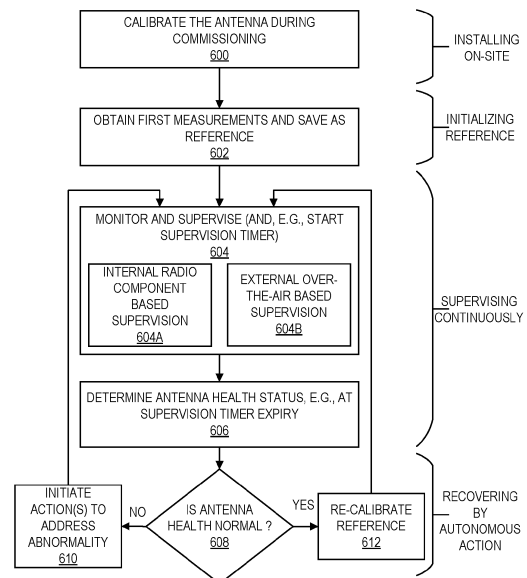 CALIBRATE THE ANTENNA DURING
COMMISSIONING
600
INSTALLING
ON-SITE
OBTAIN FIRST MEASUREMENTS AND SAVE AS
REFERENCE
602
INITIALIZING
REFERENCE
MONITOR AND SUPERVISE (AND, E.G., START
SUPERVISION TIMER)
604
INTERNAL RADIO
COMPONENT
BASED
SUPERVISION
604A
EXTERNAL OVER-
THE-AIR BASED
SUPERVISION
604B
SUPERVISING
CONTINUOUSLY
DETERMINE ANTENNA HEALTH STATUS, E.G., AT
SUPERVISION TIMER EXPIRY
606
INITIATE
ACTION(S) TO
ADDRESS
ABNORMALITY
610
NO
IS ANTENNA
HEALTH NORMAL ?
608
YES
RE-CALIBRATE
REFERENCE
612
RECOVERING
BY
AUTONOMOUS
ACTION